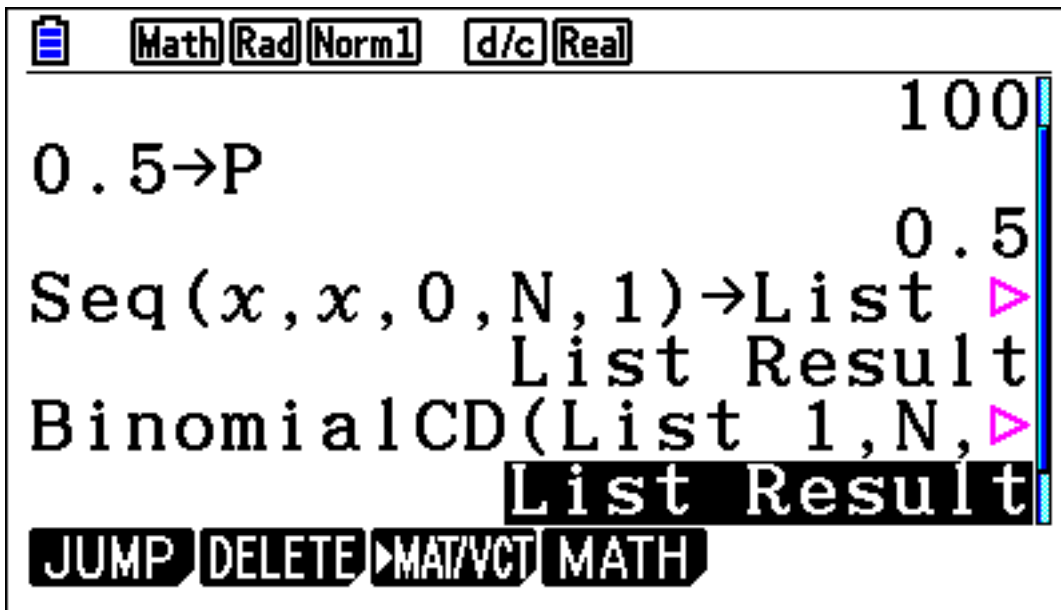 Math Rad Norm1 d/c Real
100
0.5→P
0.5
Seq(x,x,0,N,1)→List ▷
List Result
BinomialCD(List 1,N,▷
List Result
JUMP DELETE ▶MAT/VCT MATH